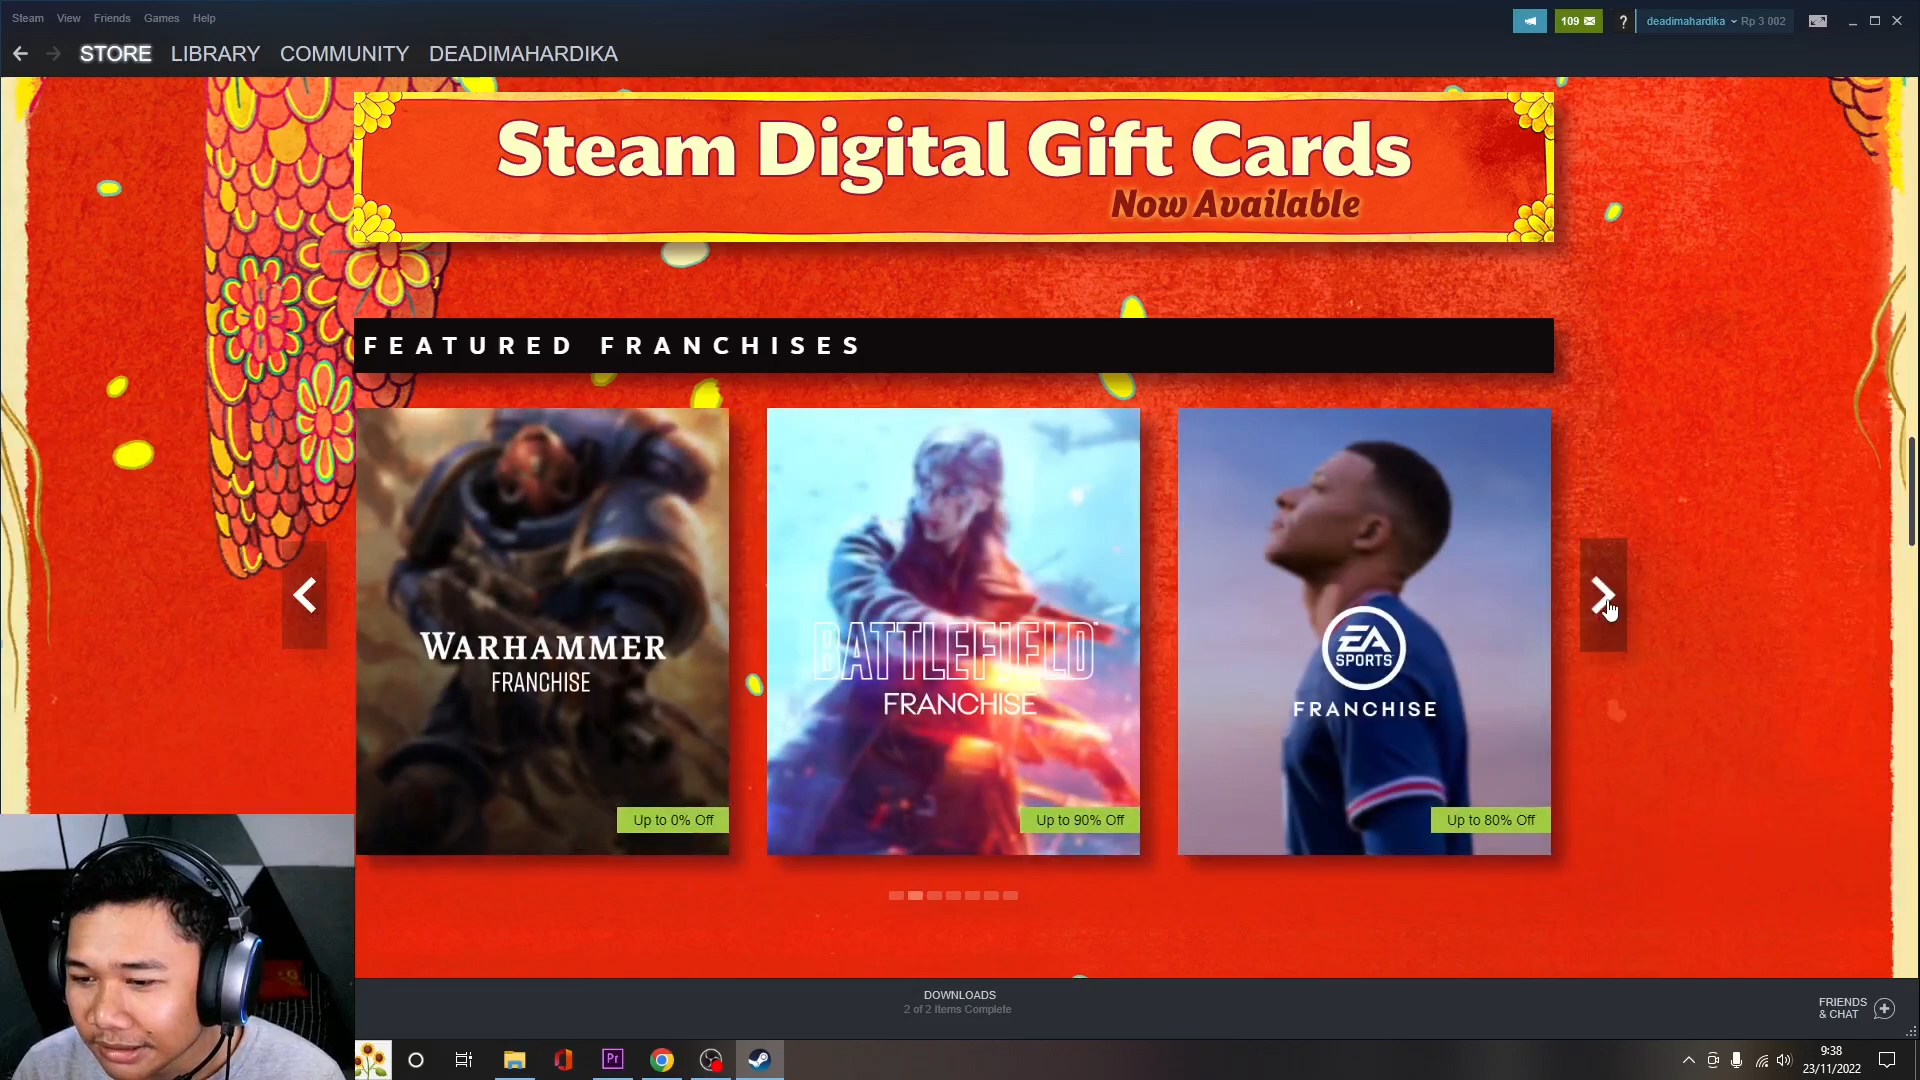 Steam View Friends Games Help
109 ? deadimahardika Rp 3 002
STORE LIBRARY COMMUNITY DEADIMAHARDIKA
Steam Digital Gift Cards
Now Available
FEATURED FRANCHISES
WARHAMMER
FRANCHISE
Up to 0% Off
BATTLEFIELD
FRANCHISE
Up to 90% Off
EA
SPORTS
FRANCHISE
Up to 80% Off
DOWNLOADS
2 of 2 Items Complete
FRIENDS
& CHAT
Pr
9:38
23/11/2022